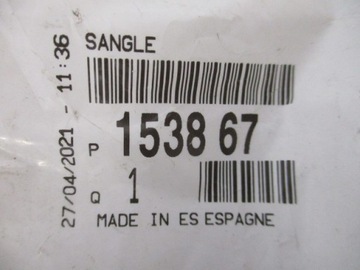 SANGLE
P 1538 67
Q 1
MADE IN ES ESPAGNE
27/04/2021 - 11:36